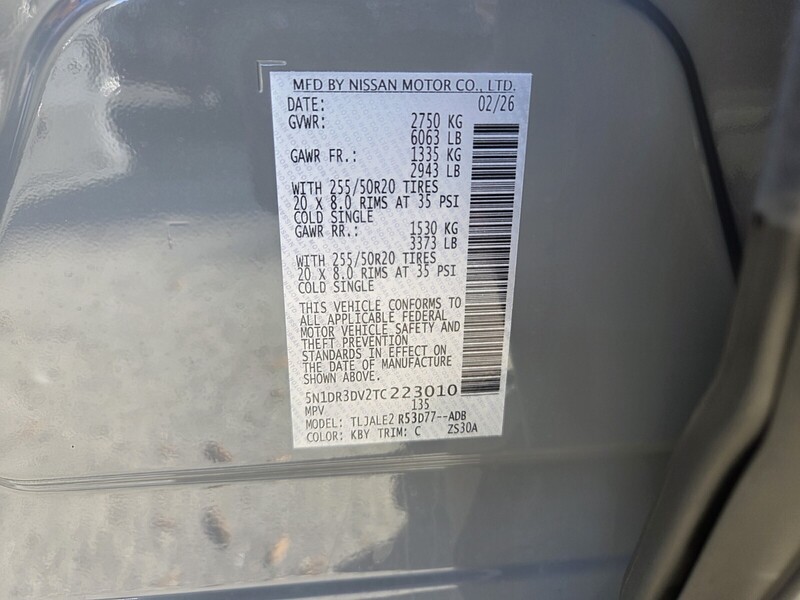 MFD BY NISSAN MOTOR CO., LTD.
DATE: 02/26
GVWR: 2750 KG
6063 LB
GAWR FR.: 1335 KG
2943 LB
WITH 255/50R20 TIRES
20 X 8.0 RIMS AT 35 PSI
COLD SINGLE
GAWR RR.: 1530 KG
3373 LB
WITH 255/50R20 TIRES
20 X 8.0 RIMS AT 35 PSI
COLD SINGLE
THIS VEHICLE CONFORMS TO
ALL APPLICABLE FEDERAL
MOTOR VEHICLE SAFETY AND
THEFT PREVENTION
STANDARDS IN EFFECT ON
THE DATE OF MANUFACTURE
SHOWN ABOVE.
5N1DR3DV2TC223010
MPV 135
MODEL: TLJALE2 R53D77--ADB
COLOR: KBY TRIM: C ZS30A